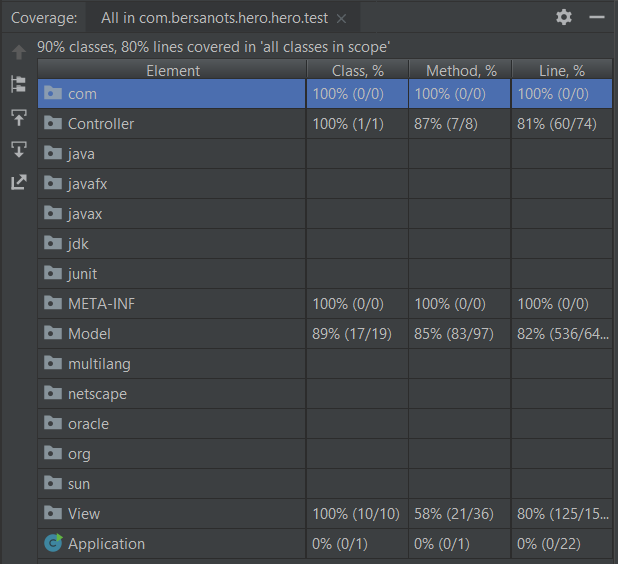 Coverage: All in com.bersanots.hero.hero.test
90% classes, 80% lines covered in 'all classes in scope'
Element Class, % Method, % Line, %
com 100% (0/0) 100% (0/0) 100% (0/0)
Controller 100% (1/1) 87% (7/8) 81% (60/74)
java
javafx
javax
jdk
junit
META-INF 100% (0/0) 100% (0/0) 100% (0/0)
Model 89% (17/19) 85% (83/97) 82% (536/64...
multilang
netscape
oracle
org
sun
View 100% (10/10) 58% (21/36) 80% (125/15...
Application 0% (0/1) 0% (0/1) 0% (0/22)